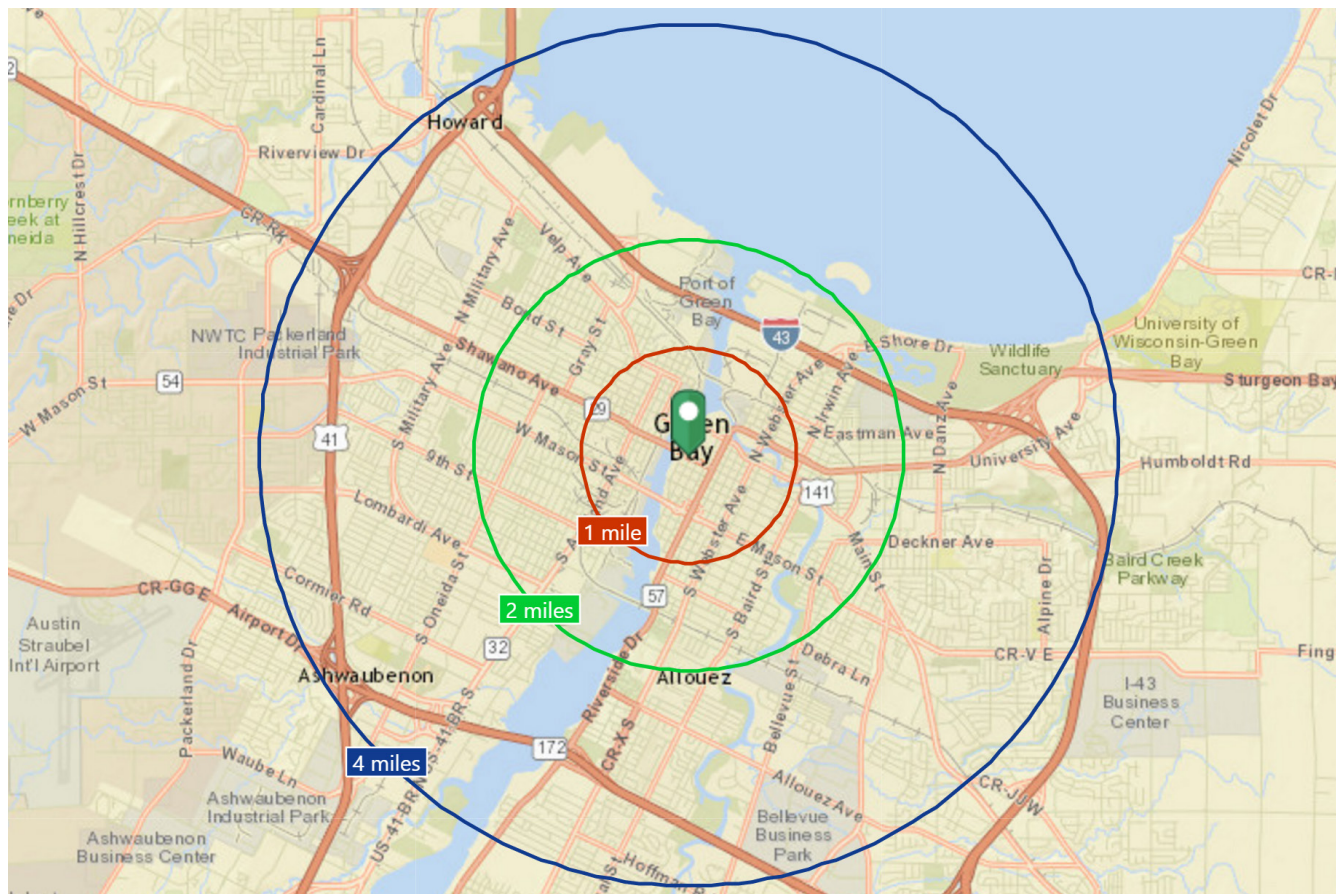 2
Cardinal Ln
Howard
Riverview Dr
Nicolet Dr
rnberry
eek at
neida
N Hillcrest Dr
CR-RK
N Military Ave
Velp Ave
CR-
ne Dr
Port of
Green
Bay
Bond St
Gray St
43
E Shore Dr
University of
Wisconsin-Green
Bay
NWTC Packerland
Industrial Park
Shawano Ave
Wildlife
Sanctuary
54
W Mason St
Sturgeon Bay
29
N Webster Ave
N Irwin Ave
N Danz Ave
S Military Ave
41
W Mason St
Green
Bay
Eastman Ave
University Ave
Humboldt Rd
9th St
141
Lombardi Ave
1 mile
S Webster Ave
E Mason St
Main St
Deckner Ave
Baird Creek
Parkway
Alpine Dr
CR-GG E
Airport Dr
Cormier Rd
S Oneida St
2 miles
57
S Baird St
Austin
Straubel
Int'l Airport
32
Debra Ln
CR-V E
Fing
Packerland Dr
Ashwaubenon
Riverside Dr
Allouez
Bellevue St
I-43
Business
Center
172
CR-X S
4 miles
Waube Ln
Allouez Ave
CR-JJ W
Ashwaubenon
Industrial Park
Bellevue
Business
Park
Ashwaubenon
Business Center